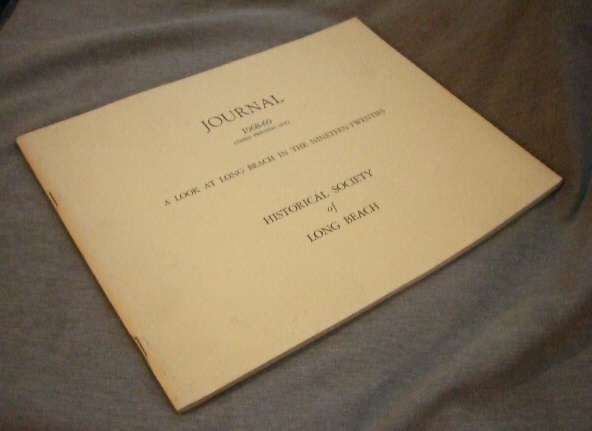 JOURNAL
1968-69
A LOOK AT LONG BEACH IN THE NINETEEN-TWENTIES
HISTORICAL SOCIETY
of
LONG BEACH